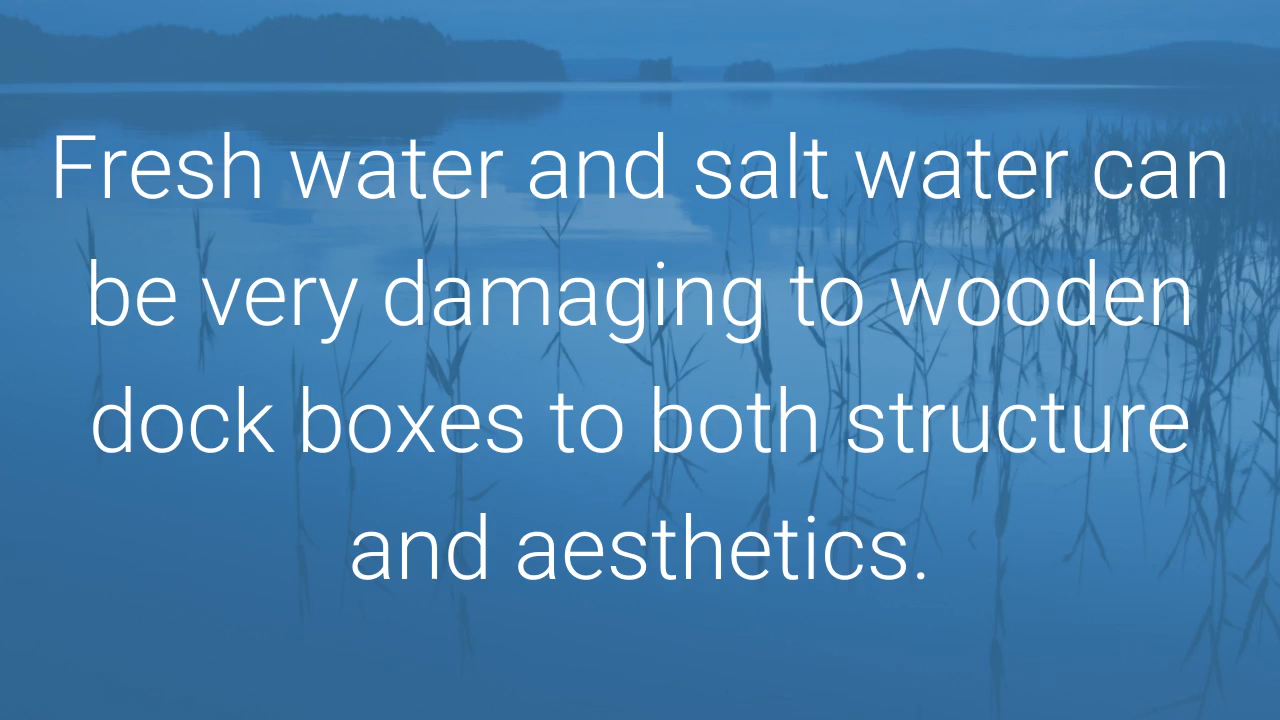 Fresh water and salt water can
be very damaging to wooden
dock boxes to both structure
and aesthetics.